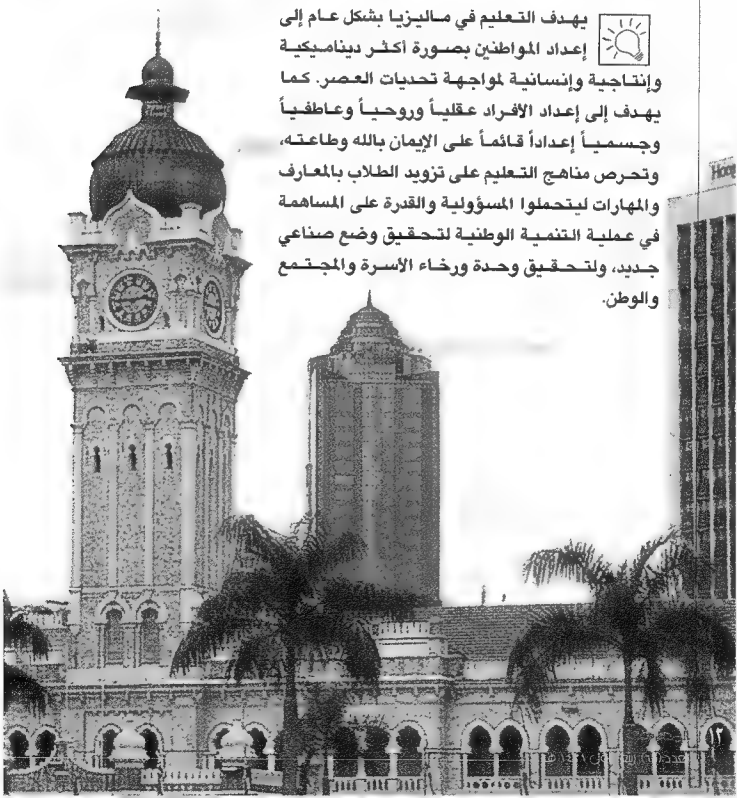 يهدف التعليم في ماليزيا بشكل عام إلى
إعداد المواطنين بصورة أكثر ديناميكية
وإنتاجية وإنسانية لمواجهة تحديات العصر. كما
يهدف إلى إعداد الأفراد عقلياً وروحياً وعاطفياً
وجسمياً إعداداً قائماً على الإيمان بالله وطاعته،
وتحرص مناهج التعليم على تزويد الطلاب بالمعارف
والمهارات ليتحملوا المسؤولية والقدرة على المساهمة
في عملية التنمية الوطنية لتحقيق وضع صناعي
جديد، ولتحقيق وحدة ورخاء الأسرة والمجتمع
والوطن.
١٢